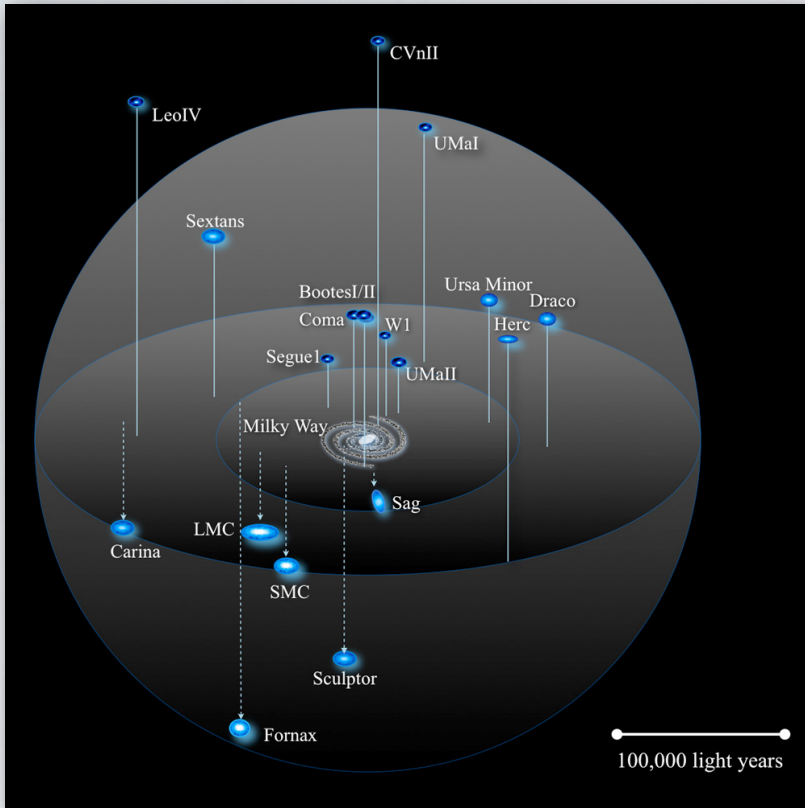 CVnII
LeoIV
UMaI
Sextans
Ursa Minor
BootesI/II
Draco
Coma
W1
Herc
Segue1
UMaII
Milky Way
Sag
LMC
Carina
SMC
Sculptor
Fornax
100,000 light years